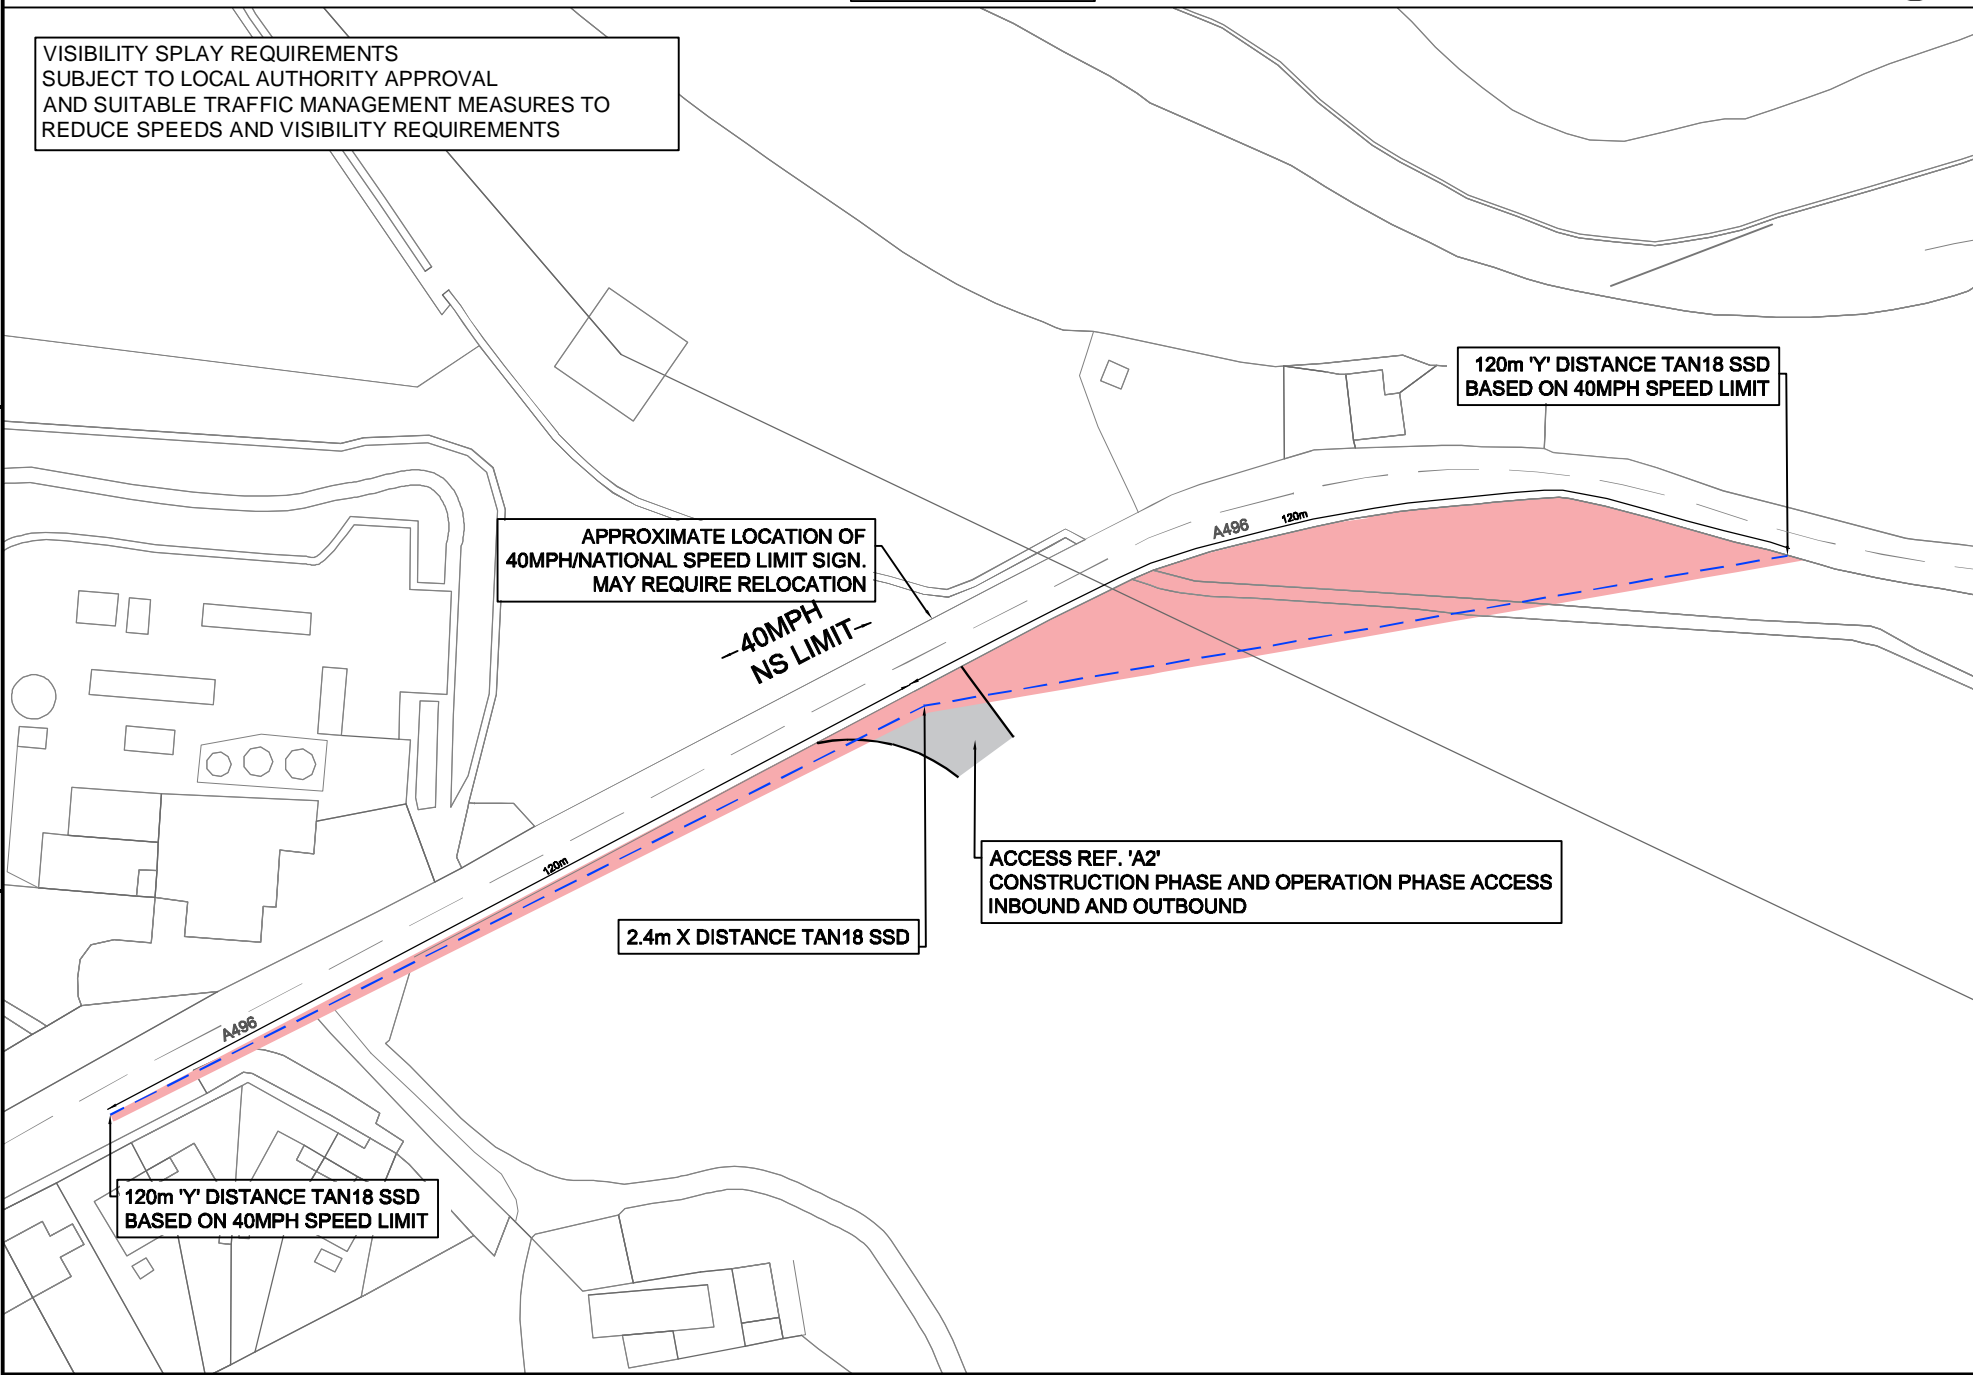 VISIBILITY SPLAY REQUIREMENTS
SUBJECT TO LOCAL AUTHORITY APPROVAL
AND SUITABLE TRAFFIC MANAGEMENT MEASURES TO
REDUCE SPEEDS AND VISIBILITY REQUIREMENTS
120m 'Y' DISTANCE TAN18 SSD
BASED ON 40MPH SPEED LIMIT
APPROXIMATE LOCATION OF
40MPH/NATIONAL SPEED LIMIT SIGN.
MAY REQUIRE RELOCATION
A496
120m
40MPH
NS LIMIT
ACCESS REF. 'A2'
CONSTRUCTION PHASE AND OPERATION PHASE ACCESS
INBOUND AND OUTBOUND
120m
2.4m X DISTANCE TAN18 SSD
A496
120m 'Y' DISTANCE TAN18 SSD
BASED ON 40MPH SPEED LIMIT